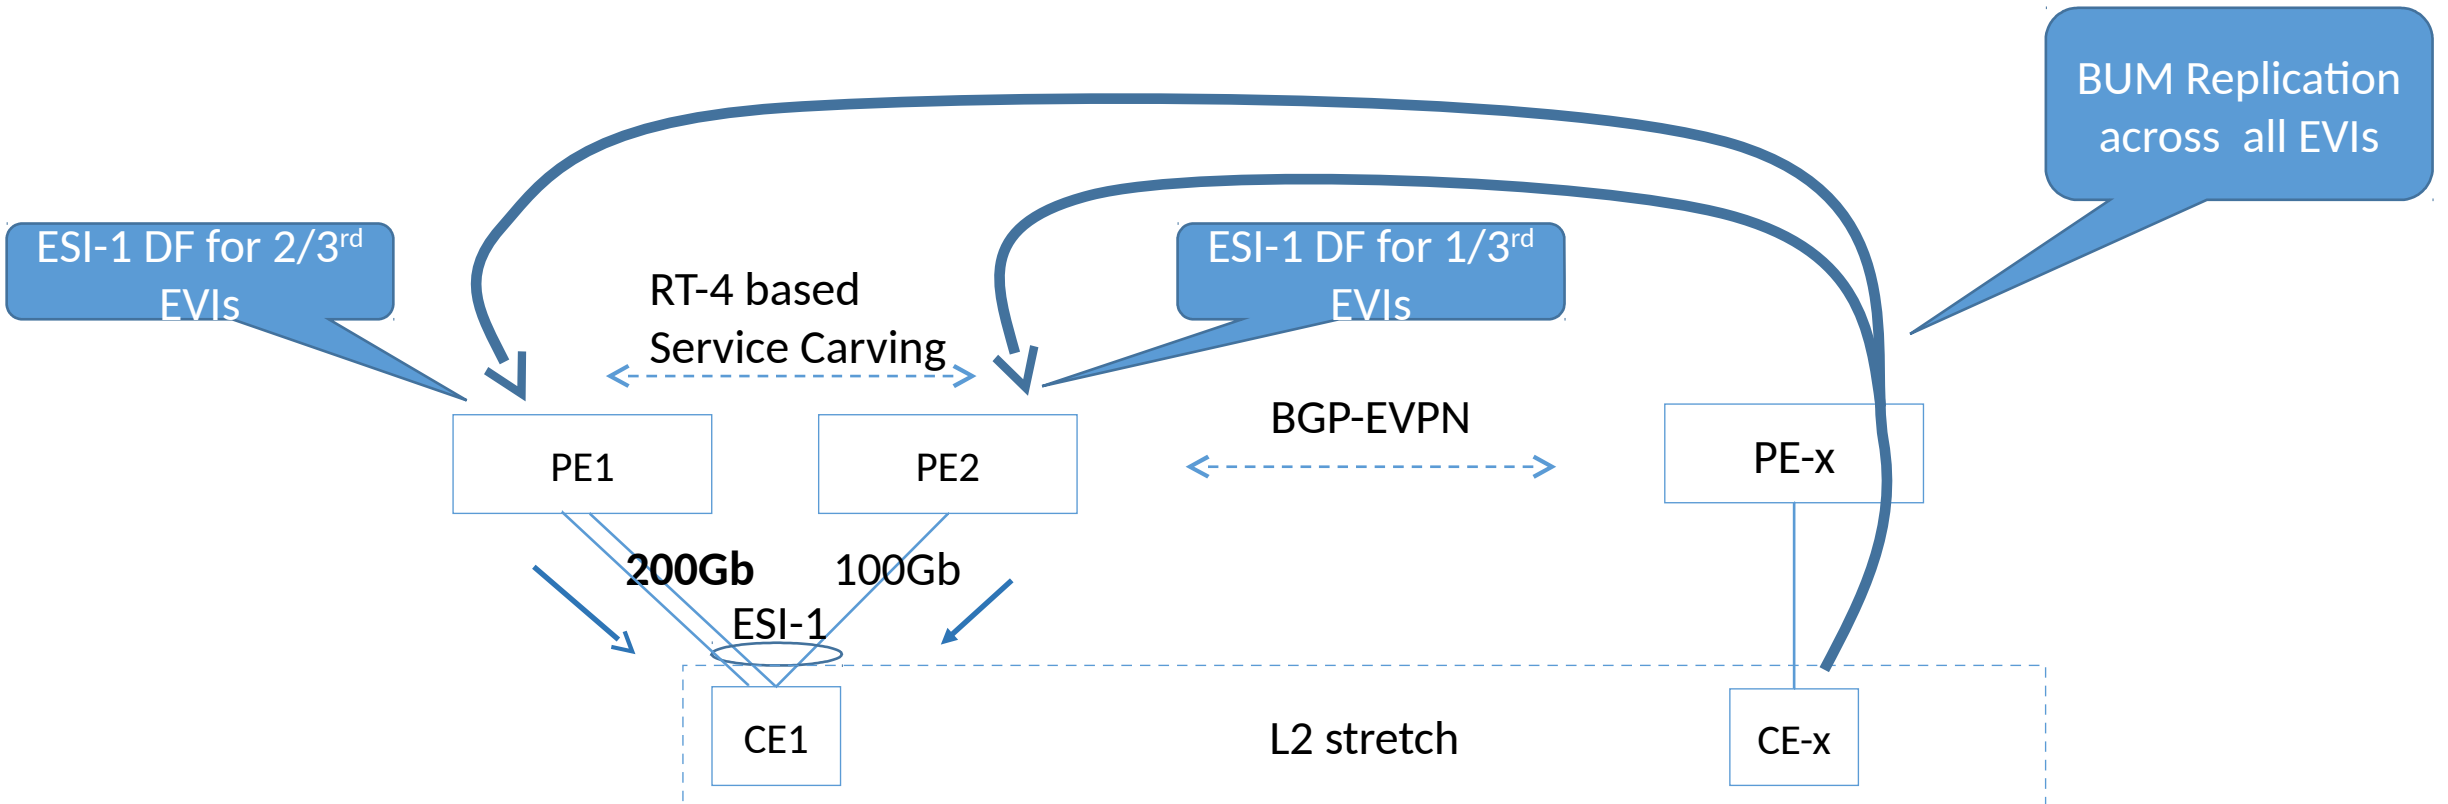 BUM Replication
across all EVIs
ESI-1 DF for 2/3rd
EVIs
ESI-1 DF for 1/3rd
EVIs
RT-4 based
Service Carving
BGP-EVPN
PE1
PE2
PE-x
200Gb
100Gb
ESI-1
CE1
L2 stretch
CE-x